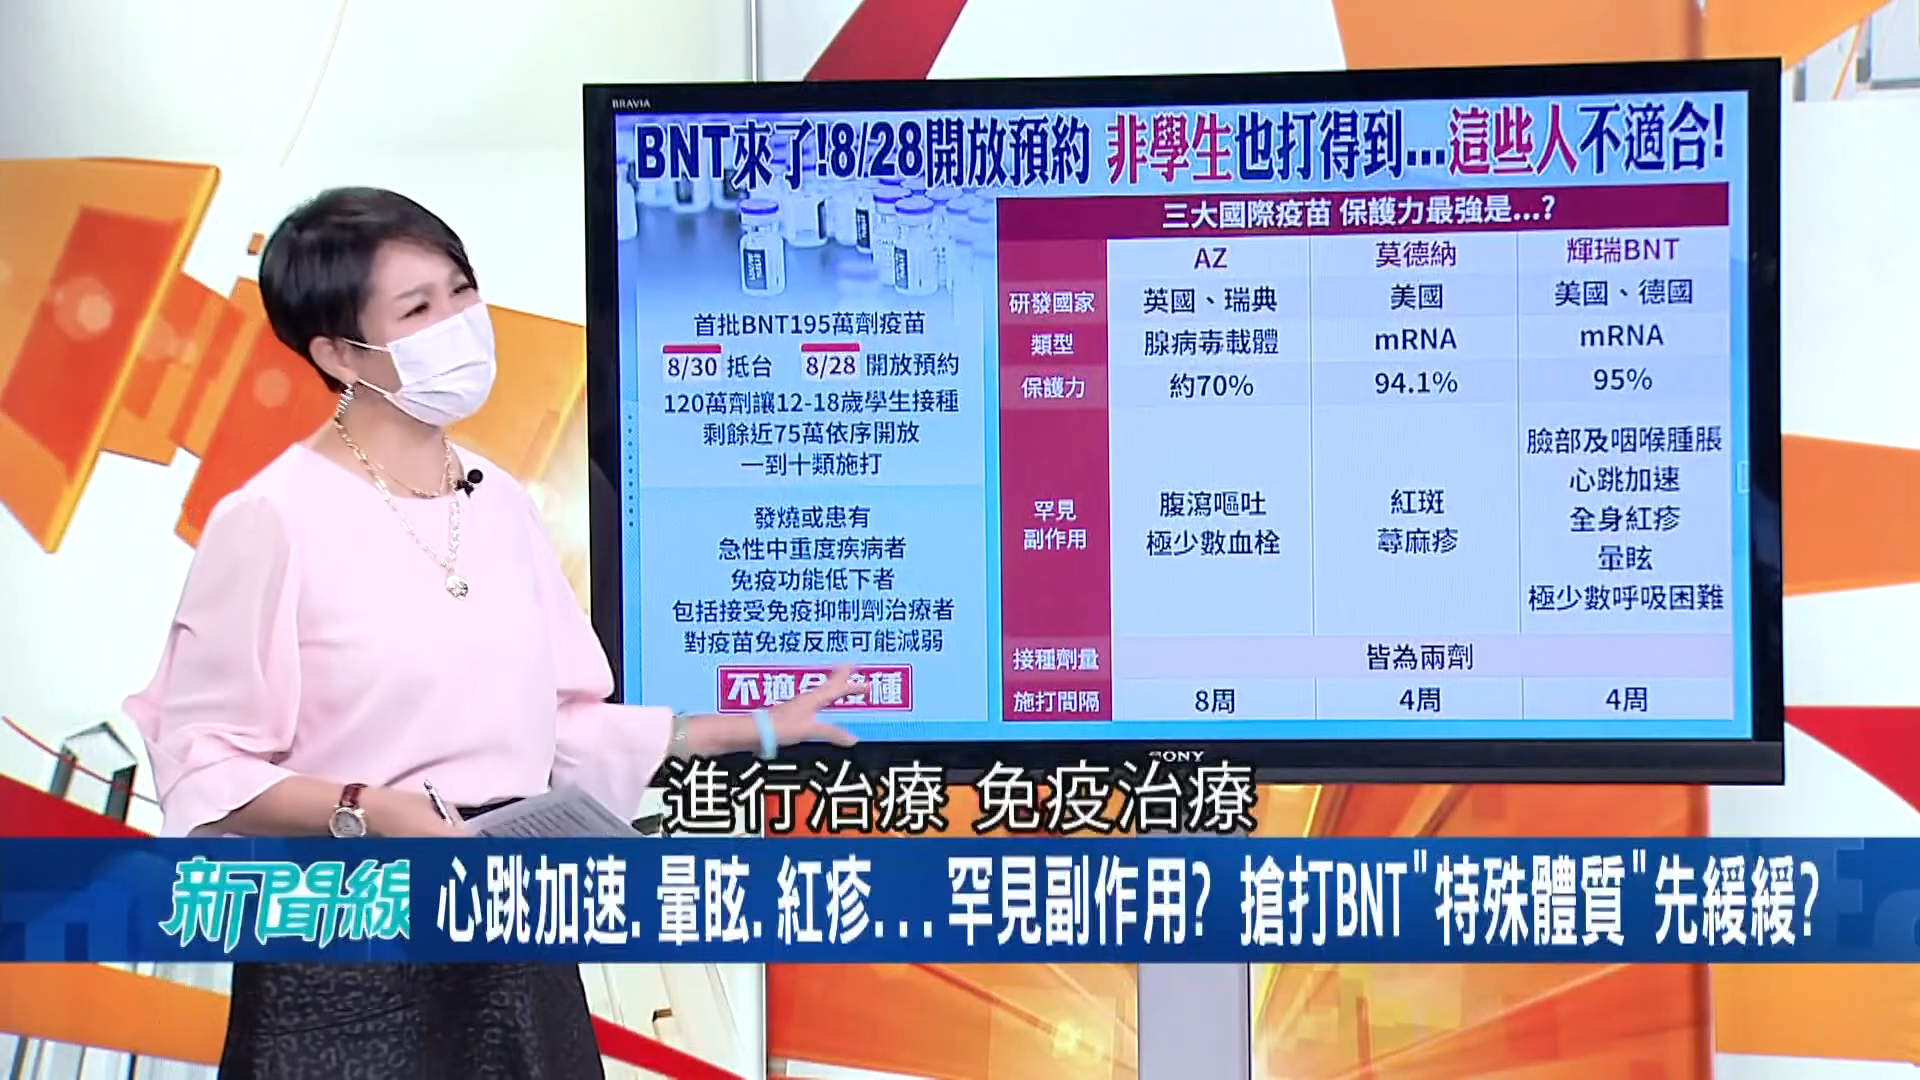 BRAVIA
BNT來了!8/28開放預約 非學生也打得到...這些人不適合!
首批BNT195萬劑疫苗
8/30 抵台 8/28 開放預約
120萬劑讓12-18歲學生接種
剩餘近75萬依序開放
一到十類施打
發燒或患有
急性中重度疾病者
免疫功能低下者
包括接受免疫抑制劑治療者
對疫苗免疫反應可能減弱
不適合接種
三大國際疫苗 保護力最強是...?
AZ 莫德納 輝瑞BNT
研發國家 英國、瑞典 美國 美國、德國
類型 腺病毒載體 mRNA mRNA
保護力 約70% 94.1% 95%
罕見
副作用
腹瀉嘔吐
極少數血栓
紅斑
蕁麻疹
臉部及咽喉腫脹
心跳加速
全身紅疹
暈眩
極少數呼吸困難
接種劑量 皆為兩劑
施打間隔 8周 4周 4周
SONY
進行治療 免疫治療
新聞線 心跳加速.暈眩.紅疹...罕見副作用? 搶打BNT"特殊體質"先緩緩?